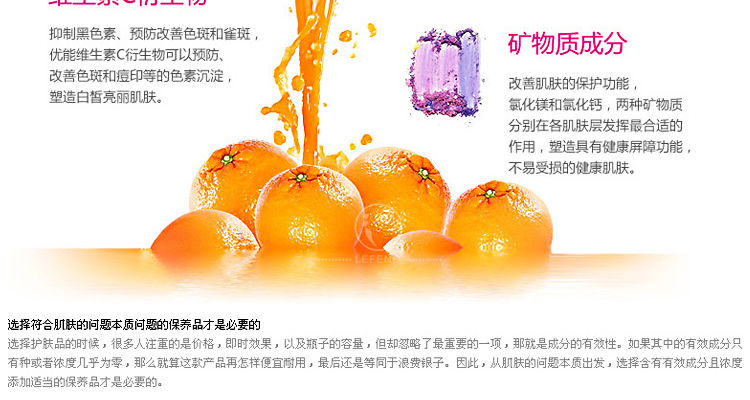 维生素C衍生物
抑制黑色素、预防改善色斑和雀斑，
优能维生素C衍生物可以预防、
改善色斑和痘印等的色素沉淀，
塑造白皙亮丽肌肤。
矿物质成分
改善肌肤的保护功能，
氯化镁和氯化钙，两种矿物质
分别在各肌肤层发挥最合适的
作用，塑造具有健康屏障功能，
不易受损的健康肌肤。
LEFEN
选择符合肌肤的问题本质问题的保养品才是必要的
选择护肤品的时候，很多人注重的是价格，即时效果，以及瓶子的容量，但却忽略了最重要的一项，那就是成分的有效性。如果其中的有效成分只
有种或者浓度几乎为零，那么就算这款产品再怎样便宜耐用，最后还是等同于浪费银子。因此，从肌肤的问题本质出发，选择含有有效成分且浓度
添加适当的保养品才是必要的。